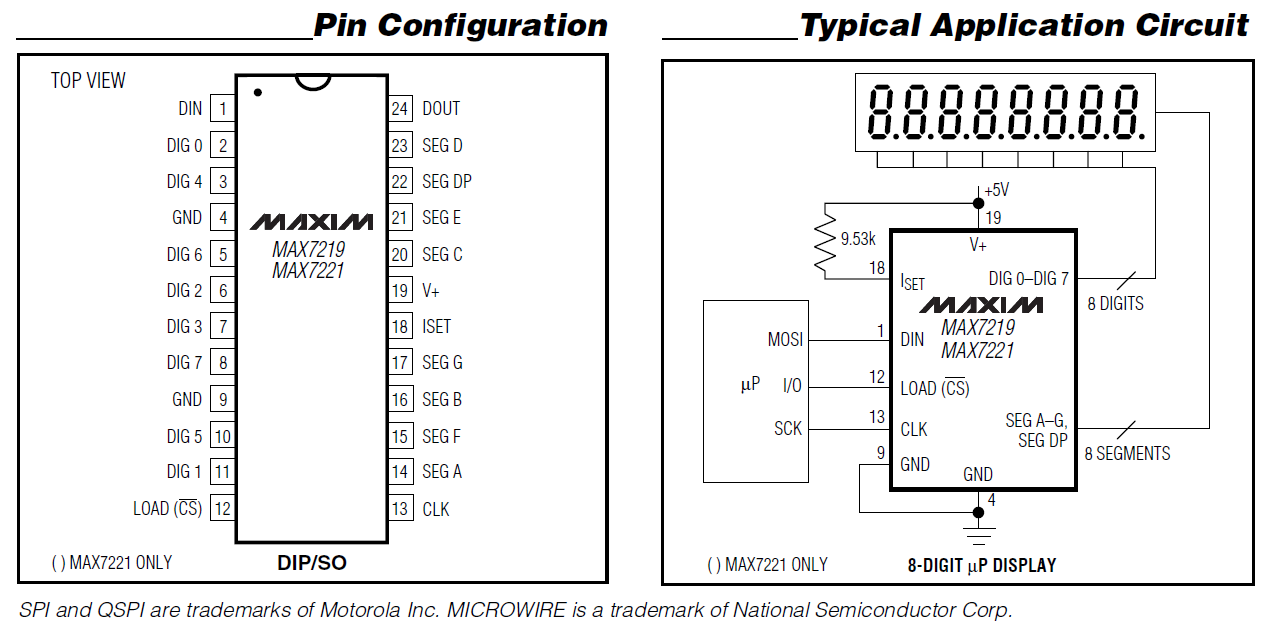 Pin Configuration
TOP VIEW
DIN 1
DIG 0 2
DIG 4 3
GND 4
DIG 6 5
DIG 2 6
DIG 3 7
DIG 7 8
GND 9
DIG 5 10
DIG 1 11
LOAD (CS) 12
MAXIM
MAX7219
MAX7221
24 DOUT
23 SEG D
22 SEG DP
21 SEG E
20 SEG C
19 V+
18 ISET
17 SEG G
16 SEG B
15 SEG F
14 SEG A
13 CLK
( ) MAX7221 ONLY
DIP/SO
Typical Application Circuit
8.8.8.8.8.8.8.8.
+5V
19
V+
9.53k
18
ISET
DIG 0–DIG 7
8 DIGITS
MAXIM
MAX7219
MAX7221
MOSI
1
DIN
µP
I/O
12
LOAD (CS)
SCK
13
CLK
SEG A–G,
SEG DP
8 SEGMENTS
9
GND
GND
4
( ) MAX7221 ONLY
8-DIGIT µP DISPLAY
SPI and QSPI are trademarks of Motorola Inc. MICROWIRE is a trademark of National Semiconductor Corp.